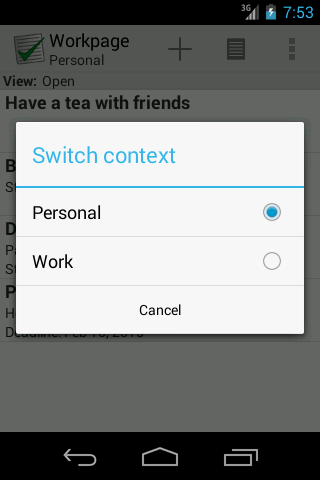 3G 7:53
Workpage
Personal
View: Open
Have a tea with friends
Switch context
Personal
Work
Cancel